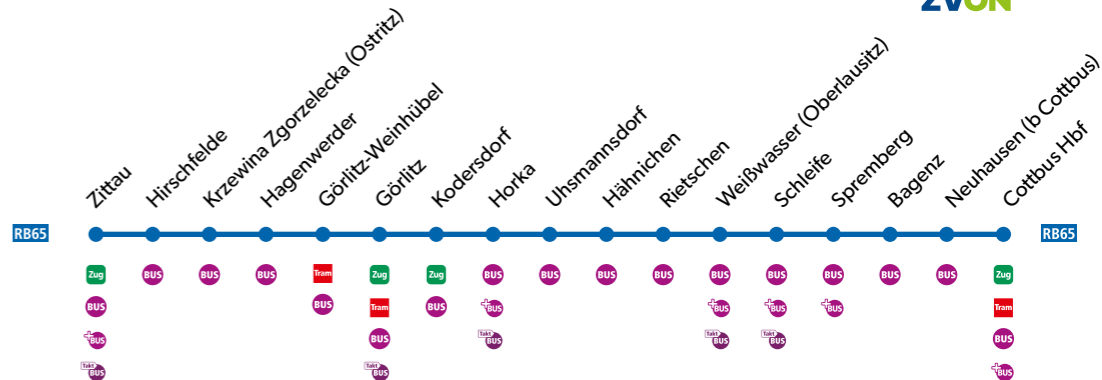 ZVON
Zittau
Hirschfelde
Krzewina Zgorzelecka (Ostritz)
Hagenwerder
Görlitz-Weinhübel
Görlitz
Kodersdorf
Horka
Uhsmannsdorf
Hähnichen
Rietschen
Weißwasser (Oberlausitz)
Schleife
Spremberg
Bagenz
Neuhausen (b Cottbus)
Cottbus Hbf
RB65 RB65
Zug BUS BUS BUS Tram Zug Zug BUS BUS BUS BUS BUS BUS BUS BUS BUS Zug
BUS BUS Tram BUS +BUS +BUS +BUS +BUS Tram
+BUS BUS Takt BUS Takt BUS Takt BUS BUS
Takt BUS Takt BUS +BUS